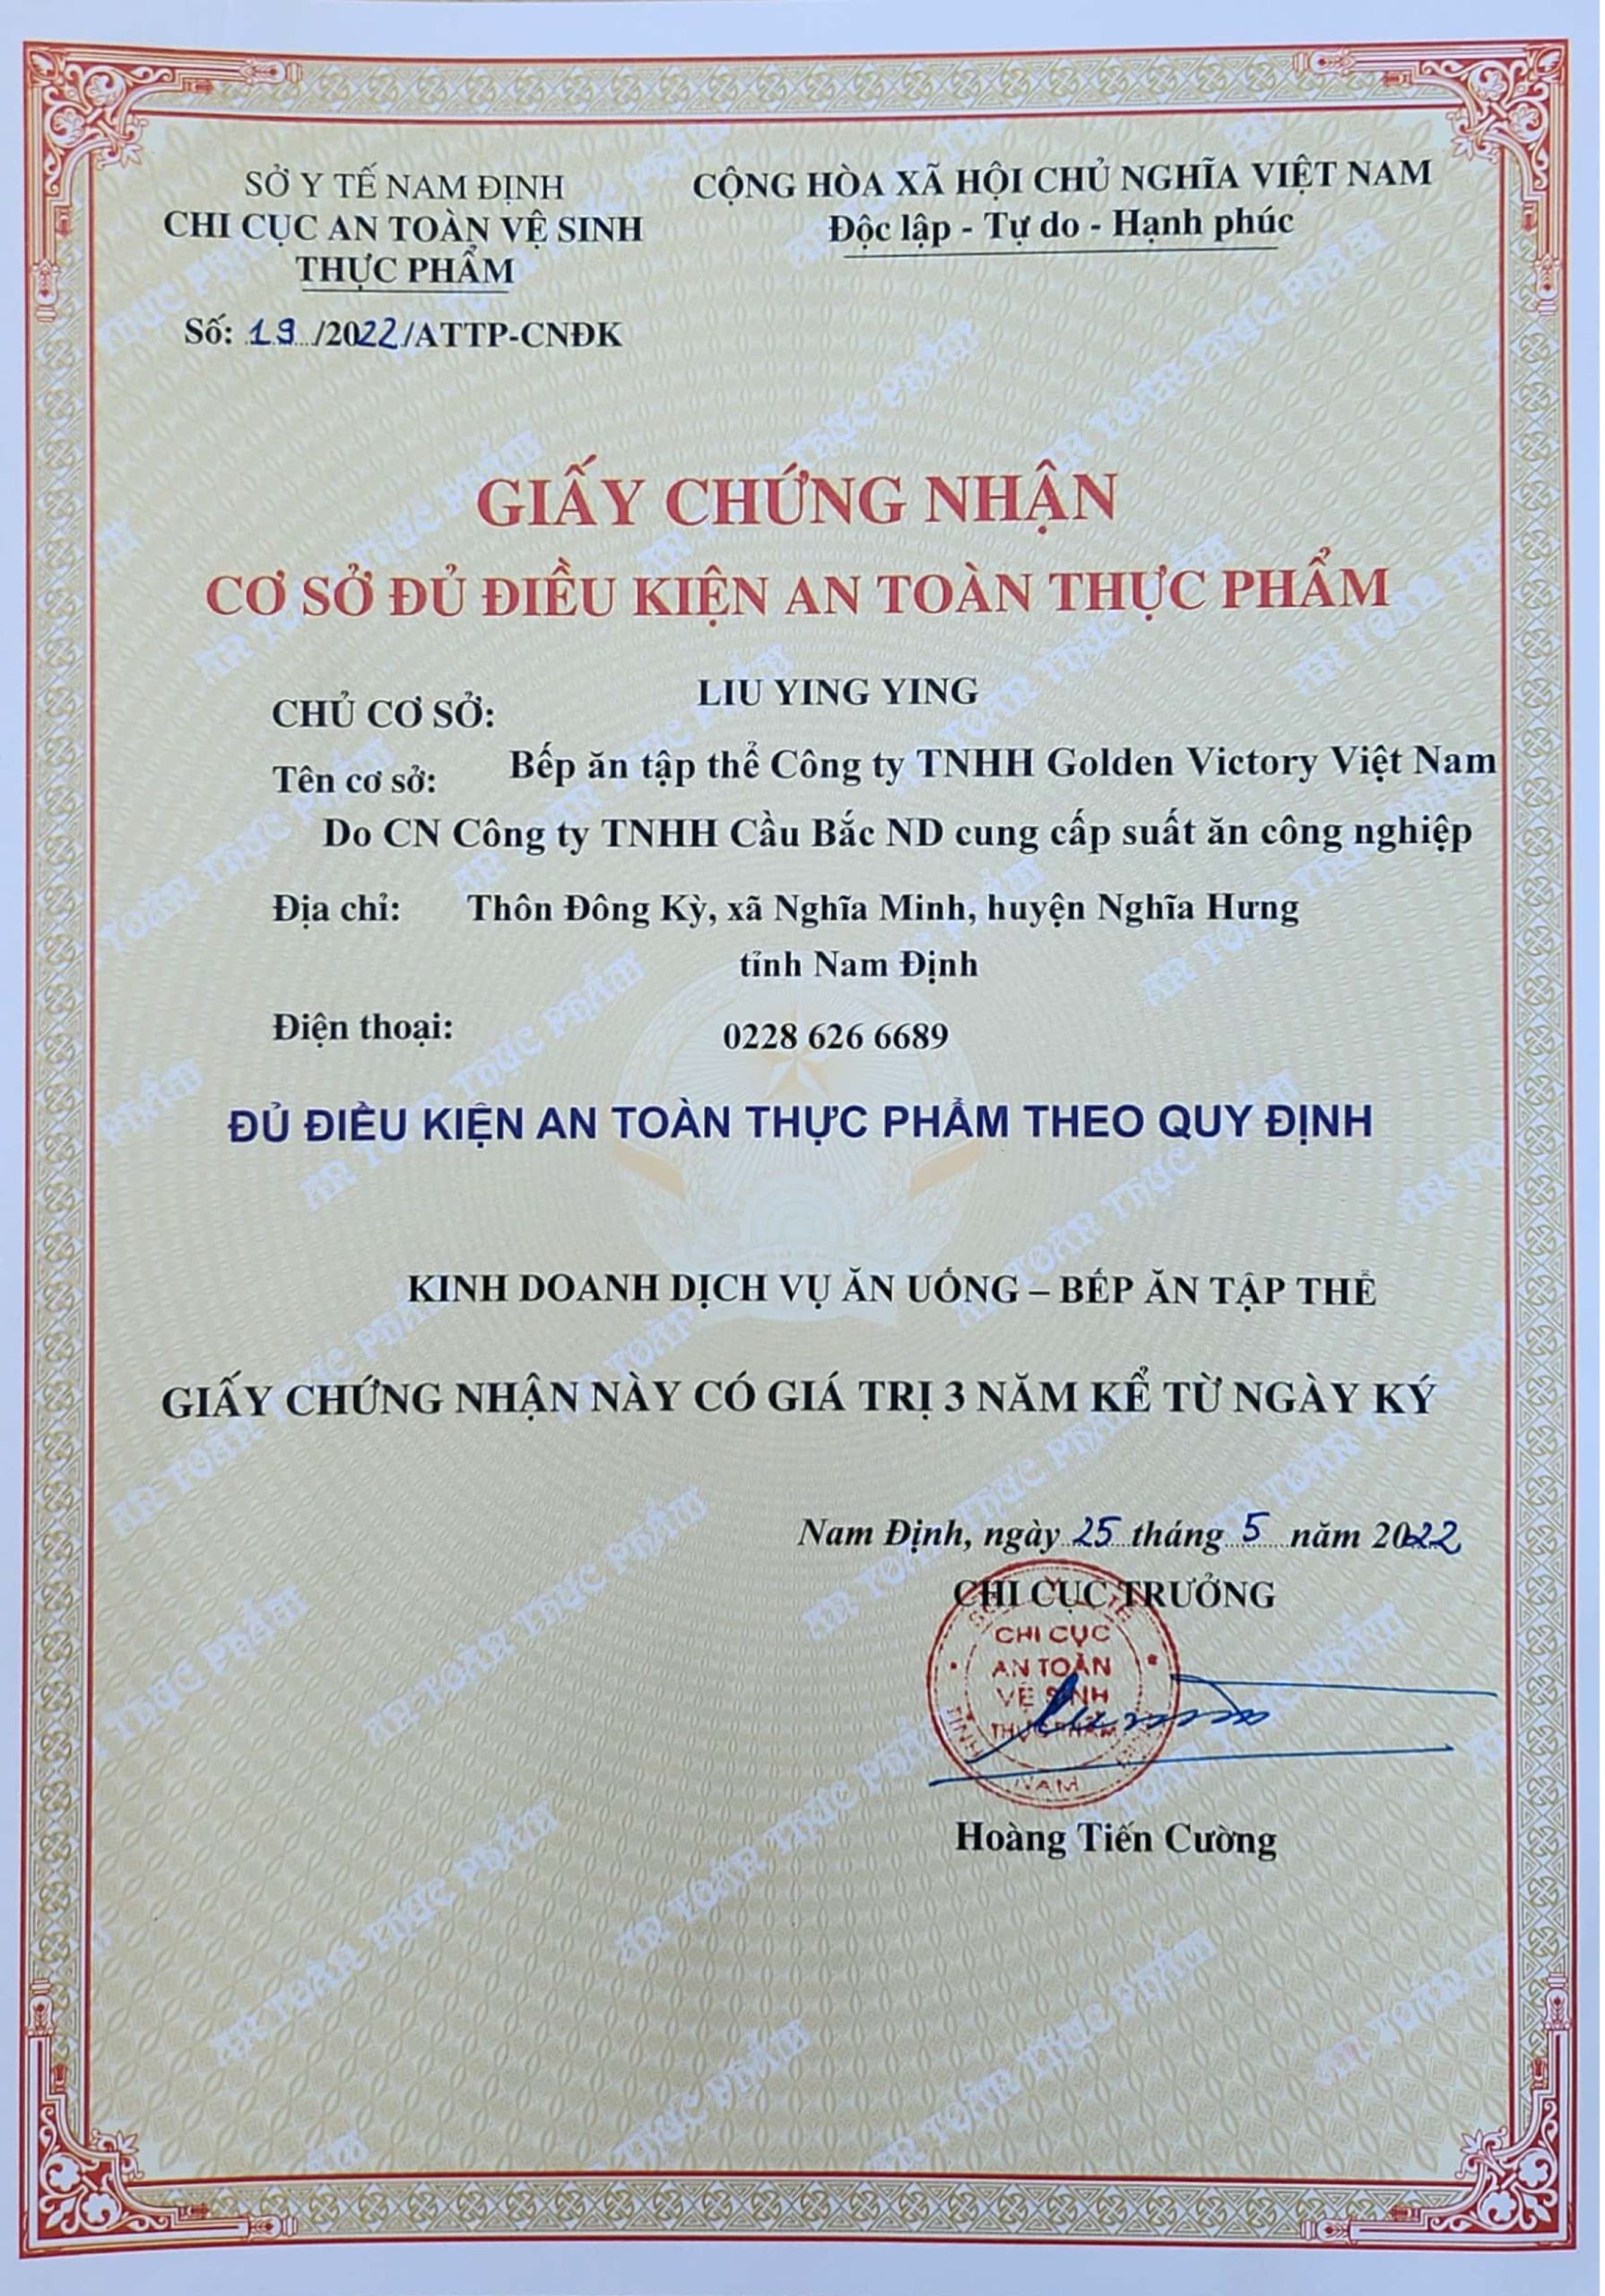 SỞ Y TẾ NAM ĐỊNH
CHI CỤC AN TOÀN VỆ SINH
THỰC PHẨM
Số: 19 /2022/ATTP-CNĐK
CỘNG HÒA XÃ HỘI CHỦ NGHĨA VIỆT NAM
Độc lập - Tự do - Hạnh phúc
GIẤY CHỨNG NHẬN
CƠ SỞ ĐỦ ĐIỀU KIỆN AN TOÀN THỰC PHẨM
CHỦ CƠ SỞ: LIU YING YING
Tên cơ sở: Bếp ăn tập thể Công ty TNHH Golden Victory Việt Nam
Do CN Công ty TNHH Cầu Bắc ND cung cấp suất ăn công nghiệp
Địa chỉ: Thôn Đông Kỳ, xã Nghĩa Minh, huyện Nghĩa Hưng
tỉnh Nam Định
Điện thoại: 0228 626 6689
ĐỦ ĐIỀU KIỆN AN TOÀN THỰC PHẨM THEO QUY ĐỊNH
KINH DOANH DỊCH VỤ ĂN UỐNG – BẾP ĂN TẬP THỂ
GIẤY CHỨNG NHẬN NÀY CÓ GIÁ TRỊ 3 NĂM KỂ TỪ NGÀY KÝ
Nam Định, ngày 25 tháng 5 năm 2022
CHI CỤC TRƯỞNG
CHI CỤC
AN TOÀN
VỆ SINH
THỰC PHẨM
NAM
Hoàng Tiến Cường